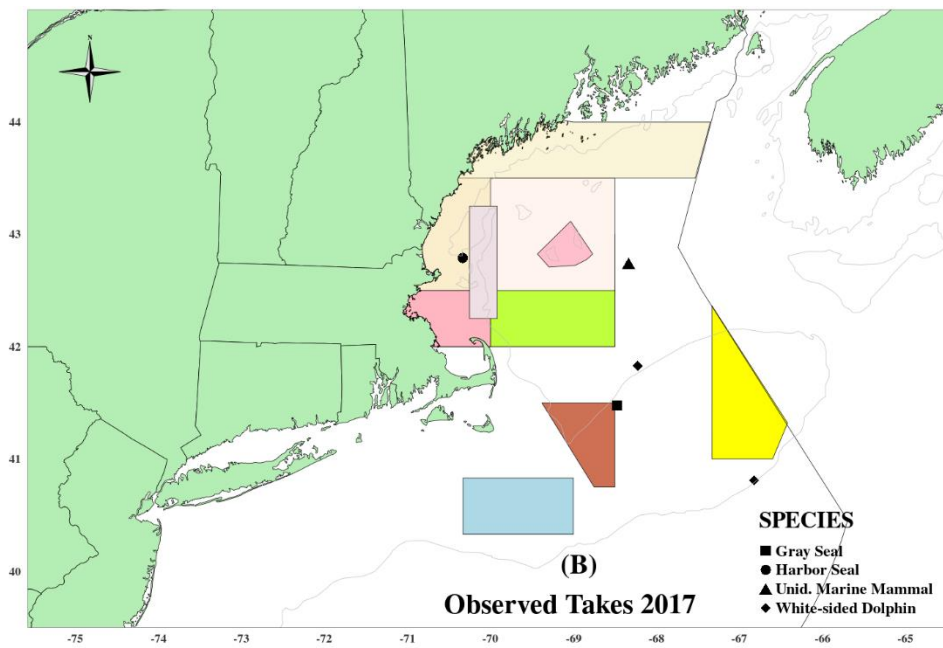 N
44
43
42
41
40
SPECIES
Gray Seal
Harbor Seal
Unid. Marine Mammal
White-sided Dolphin
(B)
Observed Takes 2017
-75 -74 -73 -72 -71 -70 -69 -68 -67 -66 -65